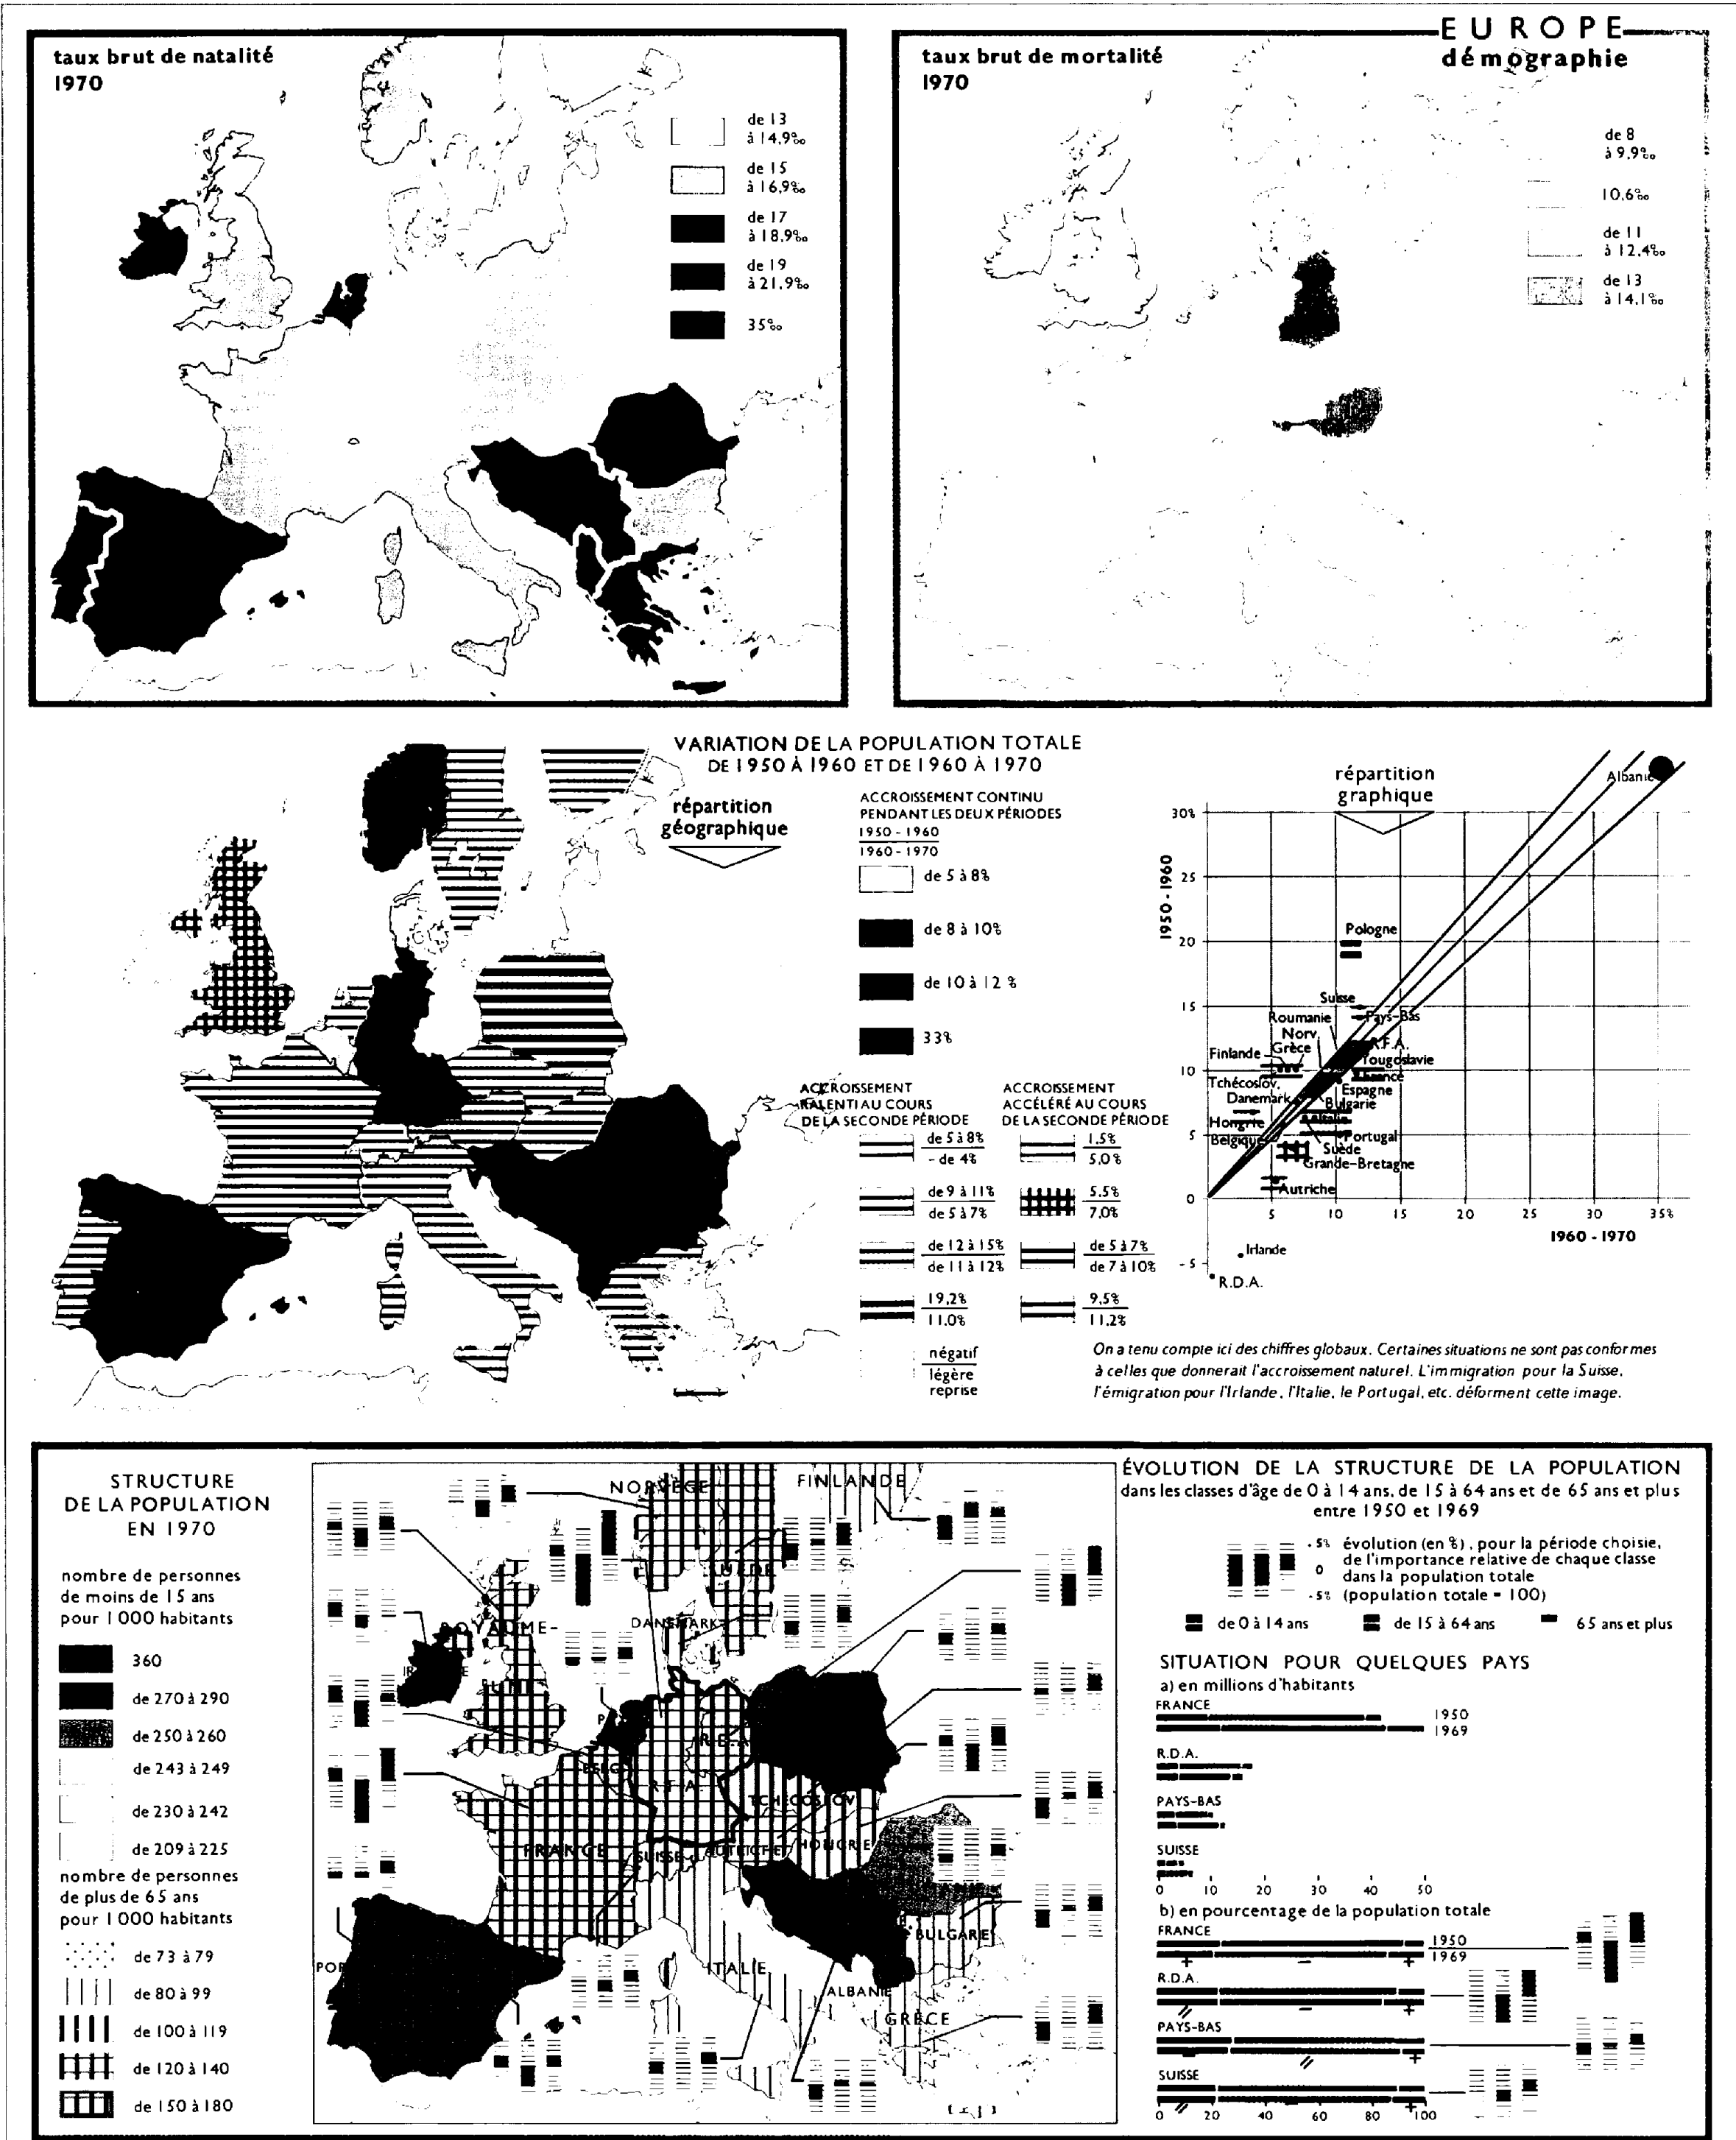 EUROPE
démographie
taux brut de natalité
1970
de 13
à 14,9‰
de 15
à 16,9‰
de 17
à 18,9‰
de 19
à 21,9‰
35‰
taux brut de mortalité
1970
de 8
à 9,9‰
10,6‰
de 11
à 12,4‰
de 13
à 14,1‰
VARIATION DE LA POPULATION TOTALE
DE 1950 À 1960 ET DE 1960 À 1970
répartition
géographique
ACCROISSEMENT CONTINU
PENDANT LES DEUX PÉRIODES
1950 - 1960
1960 - 1970
de 5 à 8%
de 8 à 10%
de 10 à 12 %
33%
ACCROISSEMENT
RALENTI AU COURS
DE LA SECONDE PÉRIODE
de 5 à 8%
- de 4%
de 9 à 11%
de 5 à 7%
de 12 à 15%
de 11 à 12%
19,2%
11,0%
négatif
légère
reprise
ACCROISSEMENT
ACCÉLÉRÉ AU COURS
DE LA SECONDE PÉRIODE
1,5%
5,0%
5,5%
7,0%
de 5 à 7%
de 7 à 10%
9,5%
11,2%
répartition
graphique
1950 - 1960
30%
25
20
15
10
5
0
- 5
Albanie
Pologne
Suisse
Pays-Bas
Roumanie
Norv.
Grèce
R.F.A.
Finlande
Yougoslavie
France
Tchécoslov.
Espagne
Danemark
Bulgarie
Hongrie
Italie
Belgique
Portugal
Suède
Grande-Bretagne
Autriche
Irlande
R.D.A.
5 10 15 20 25 30 35%
1960 - 1970
On a tenu compte ici des chiffres globaux. Certaines situations ne sont pas conformes
à celles que donnerait l'accroissement naturel. L'immigration pour la Suisse,
l'émigration pour l'Irlande, l'Italie, le Portugal, etc. déforment cette image.
STRUCTURE
DE LA POPULATION
EN 1970
nombre de personnes
de moins de 15 ans
pour 1 000 habitants
360
de 270 à 290
de 250 à 260
de 243 à 249
de 230 à 242
de 209 à 225
nombre de personnes
de plus de 65 ans
pour 1 000 habitants
de 73 à 79
de 80 à 99
de 100 à 119
de 120 à 140
de 150 à 180
NORVÈGE
FINLANDE
SUÈDE
DANEMARK
ROYAUME-
UNI
R.D.A.
R.F.A.
TCHÉCOSLOV.
FRANCE
SUISSE
AUTRICHE
HONGRIE
BULGARIE
ITALIE
ALBANIE
GRÈCE
POR
ÉVOLUTION DE LA STRUCTURE DE LA POPULATION
dans les classes d'âge de 0 à 14 ans, de 15 à 64 ans et de 65 ans et plus
entre 1950 et 1969
+ 5% évolution (en %), pour la période choisie,
de l'importance relative de chaque classe
0 dans la population totale
-5% (population totale = 100)
de 0 à 14 ans
de 15 à 64 ans
65 ans et plus
SITUATION POUR QUELQUES PAYS
a) en millions d'habitants
FRANCE
1950
1969
R.D.A.
PAYS-BAS
SUISSE
0 10 20 30 40 50
b) en pourcentage de la population totale
FRANCE
1950
1969
+ − +
R.D.A.
// − +
PAYS-BAS
− // +
SUISSE
// − +
0 20 40 60 80 100